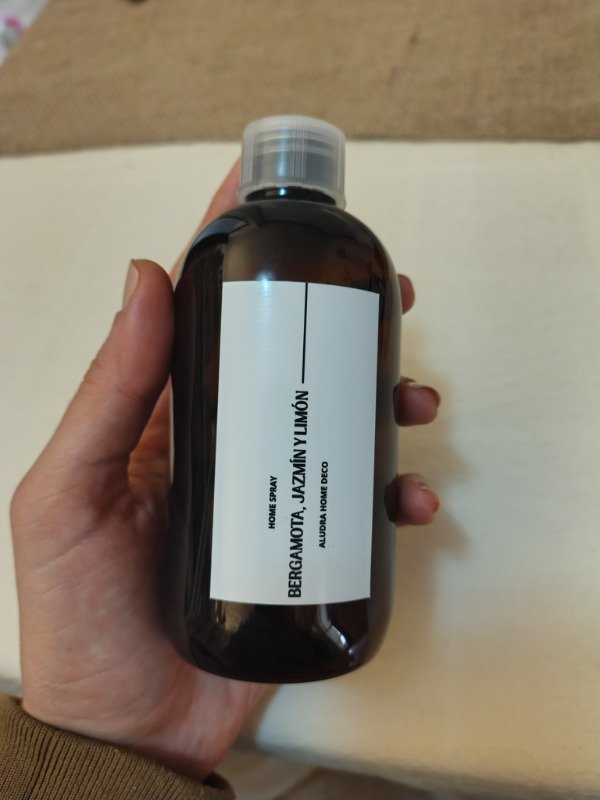 HOME SPRAY
BERGAMOTA, JAZMÍN Y LIMÓN
ALUDRA HOME DECO